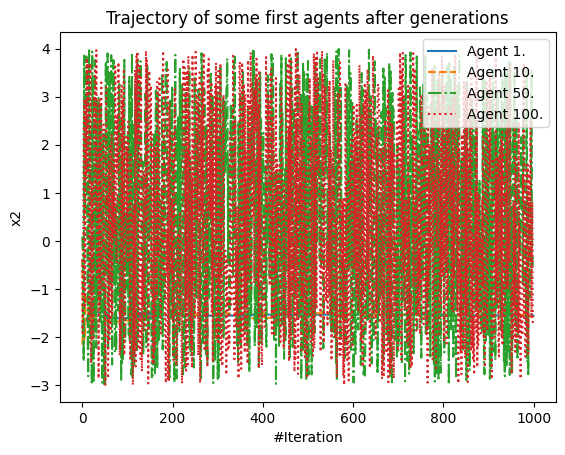 Trajectory of some first agents after generations
Agent 1.
Agent 10.
Agent 50.
Agent 100.
4
3
2
1
0
−1
−2
−3
x2
0
200
400
600
800
1000
#Iteration